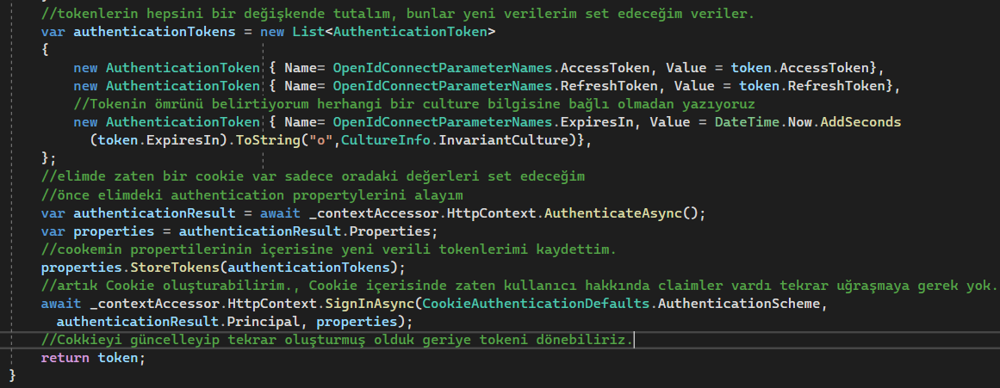 //tokenlerin hepsini bir değişkende tutalım, bunlar yeni verilerim set edeceğim veriler.
var authenticationTokens = new List<AuthenticationToken>
{
new AuthenticationToken { Name= OpenIdConnectParameterNames.AccessToken, Value = token.AccessToken},
new AuthenticationToken { Name= OpenIdConnectParameterNames.RefreshToken, Value = token.RefreshToken},
//Tokenin ömrünü belirtiyorum herhangi bir culture bilgisine bağlı olmadan yazıyoruz
new AuthenticationToken { Name= OpenIdConnectParameterNames.ExpiresIn, Value = DateTime.Now.AddSeconds
(token.ExpiresIn).ToString("o",CultureInfo.InvariantCulture)},
};
//elimde zaten bir cookie var sadece oradaki değerleri set edeceğim
//önce elimdeki authentication propertylerini alayım
var authenticationResult = await _contextAccessor.HttpContext.AuthenticateAsync();
var properties = authenticationResult.Properties;
//cookemin propertilerinin içerisine yeni verili tokenlerimi kaydettim.
properties.StoreTokens(authenticationTokens);
//artık Cookie oluşturabilirim., Cookie içerisinde zaten kullanıcı hakkında claimler vardı tekrar uğraşmaya gerek yok.
await _contextAccessor.HttpContext.SignInAsync(CookieAuthenticationDefaults.AuthenticationScheme,
authenticationResult.Principal, properties);
//Cokkieyi güncelleyip tekrar oluşturmuş olduk geriye tokeni dönebiliriz.
return token;
}